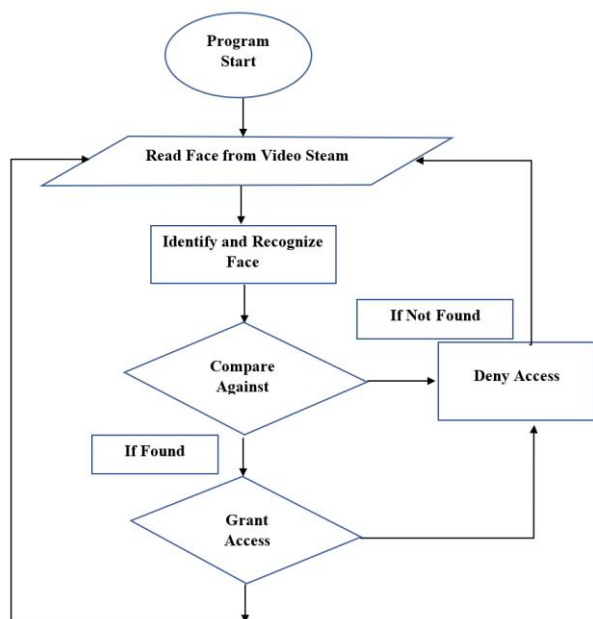 Program
Start
Read Face from Video Steam
Identify and Recognize
Face
If Not Found
Compare
Against
Deny Access
If Found
Grant
Access